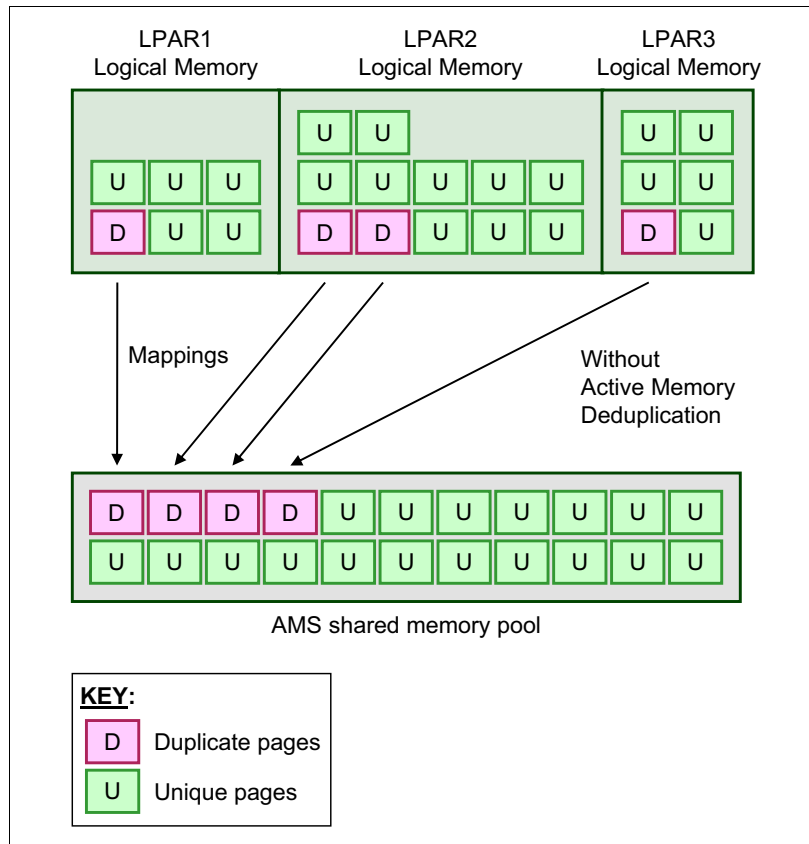 LPAR1
Logical Memory
LPAR2
Logical Memory
LPAR3
Logical Memory
U U U U
U U U U U U U U U U
D U U D D U U U D U
Mappings
Without
Active Memory
Deduplication
D D D D U U U U U U U
U U U U U U U U U U U
AMS shared memory pool
KEY:
D Duplicate pages
U Unique pages